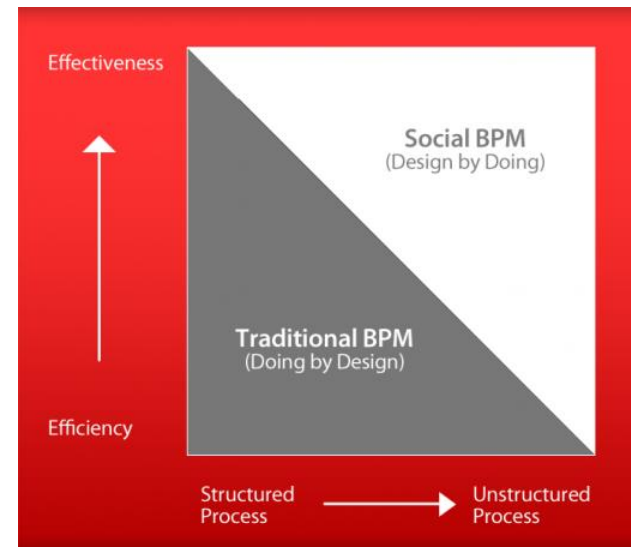 Effectiveness
Social BPM
(Design by Doing)
Traditional BPM
(Doing by Design)
Efficiency
Structured
Process
Unstructured
Process